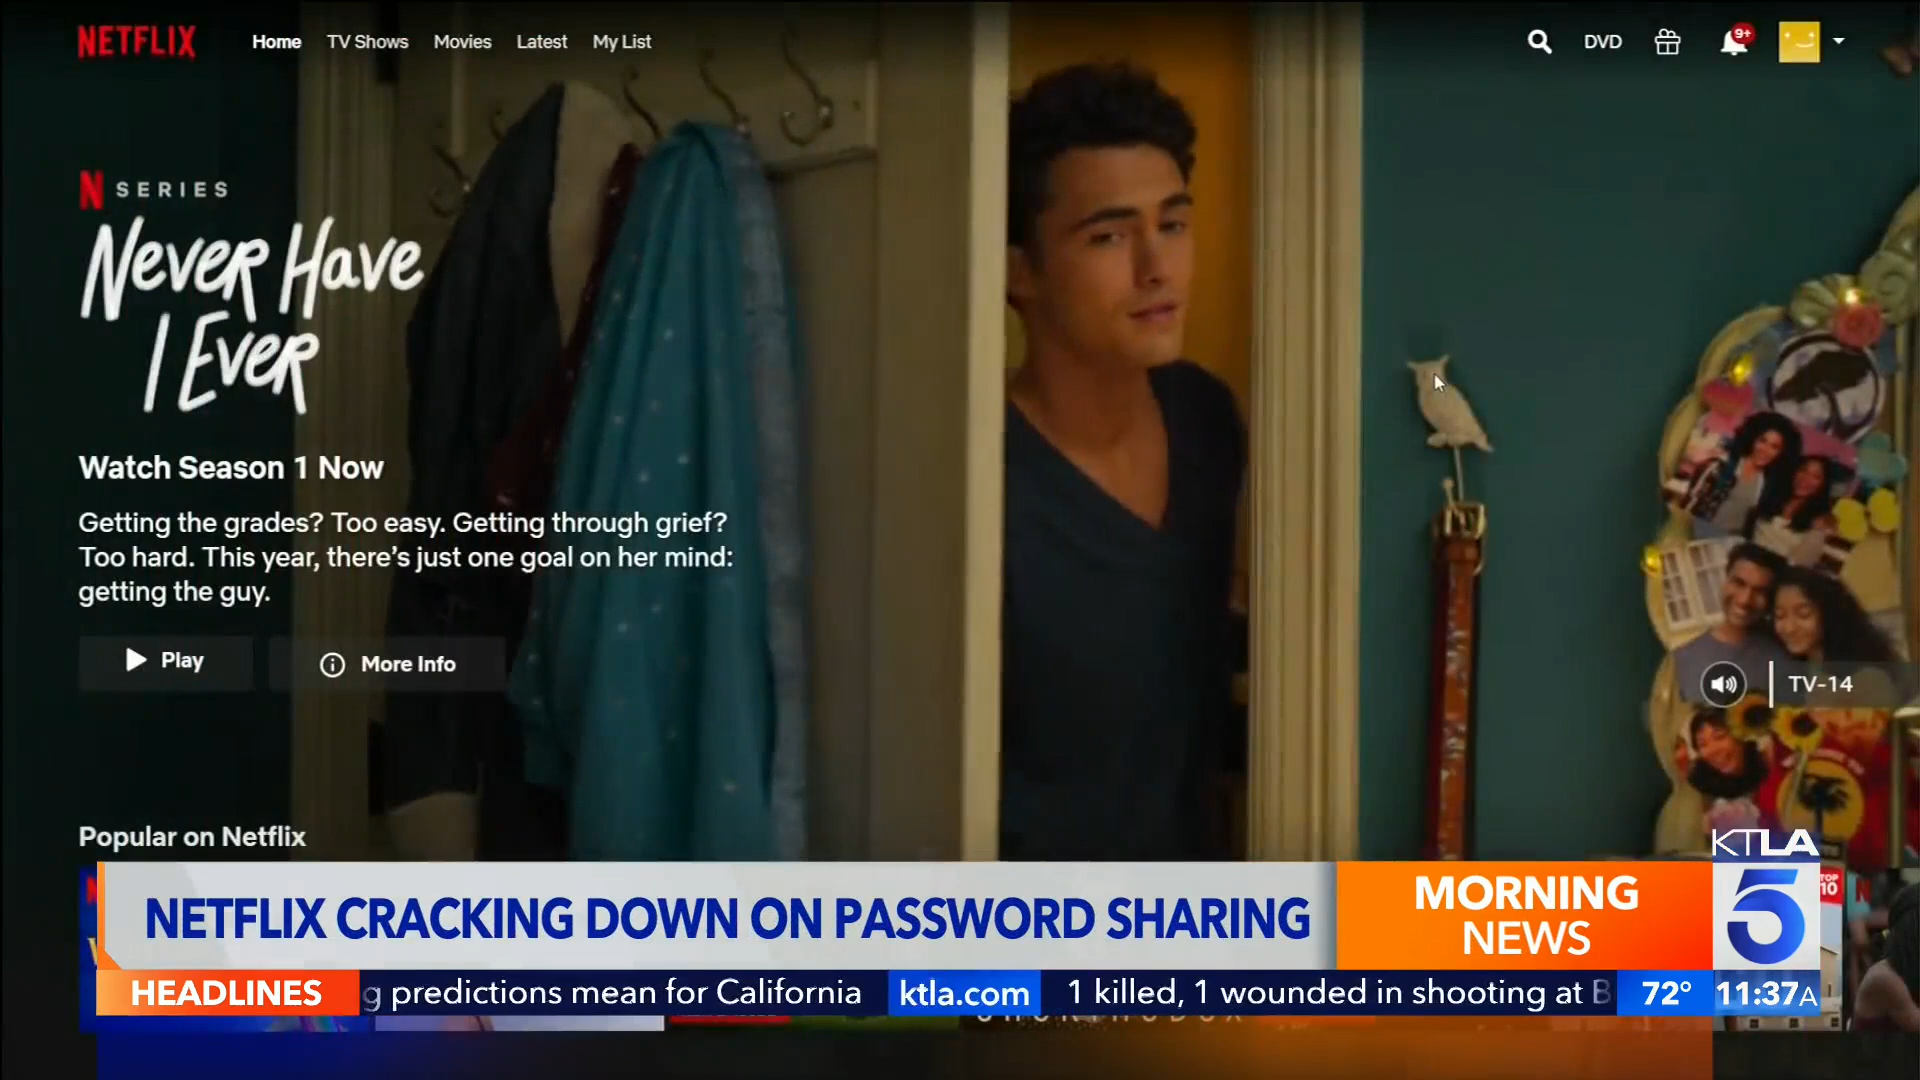 NETFLIX
Home TV Shows Movies Latest My List
DVD
9+
N SERIES
NEVER HAVE
I EVER
Watch Season 1 Now
Getting the grades? Too easy. Getting through grief?
Too hard. This year, there's just one goal on her mind:
getting the guy.
Play
More Info
TV-14
Popular on Netflix
KTLA
5
TOP
10
NETFLIX CRACKING DOWN ON PASSWORD SHARING
MORNING
NEWS
HEADLINES
g predictions mean for California
ktla.com
1 killed, 1 wounded in shooting at B
72°
11:37A